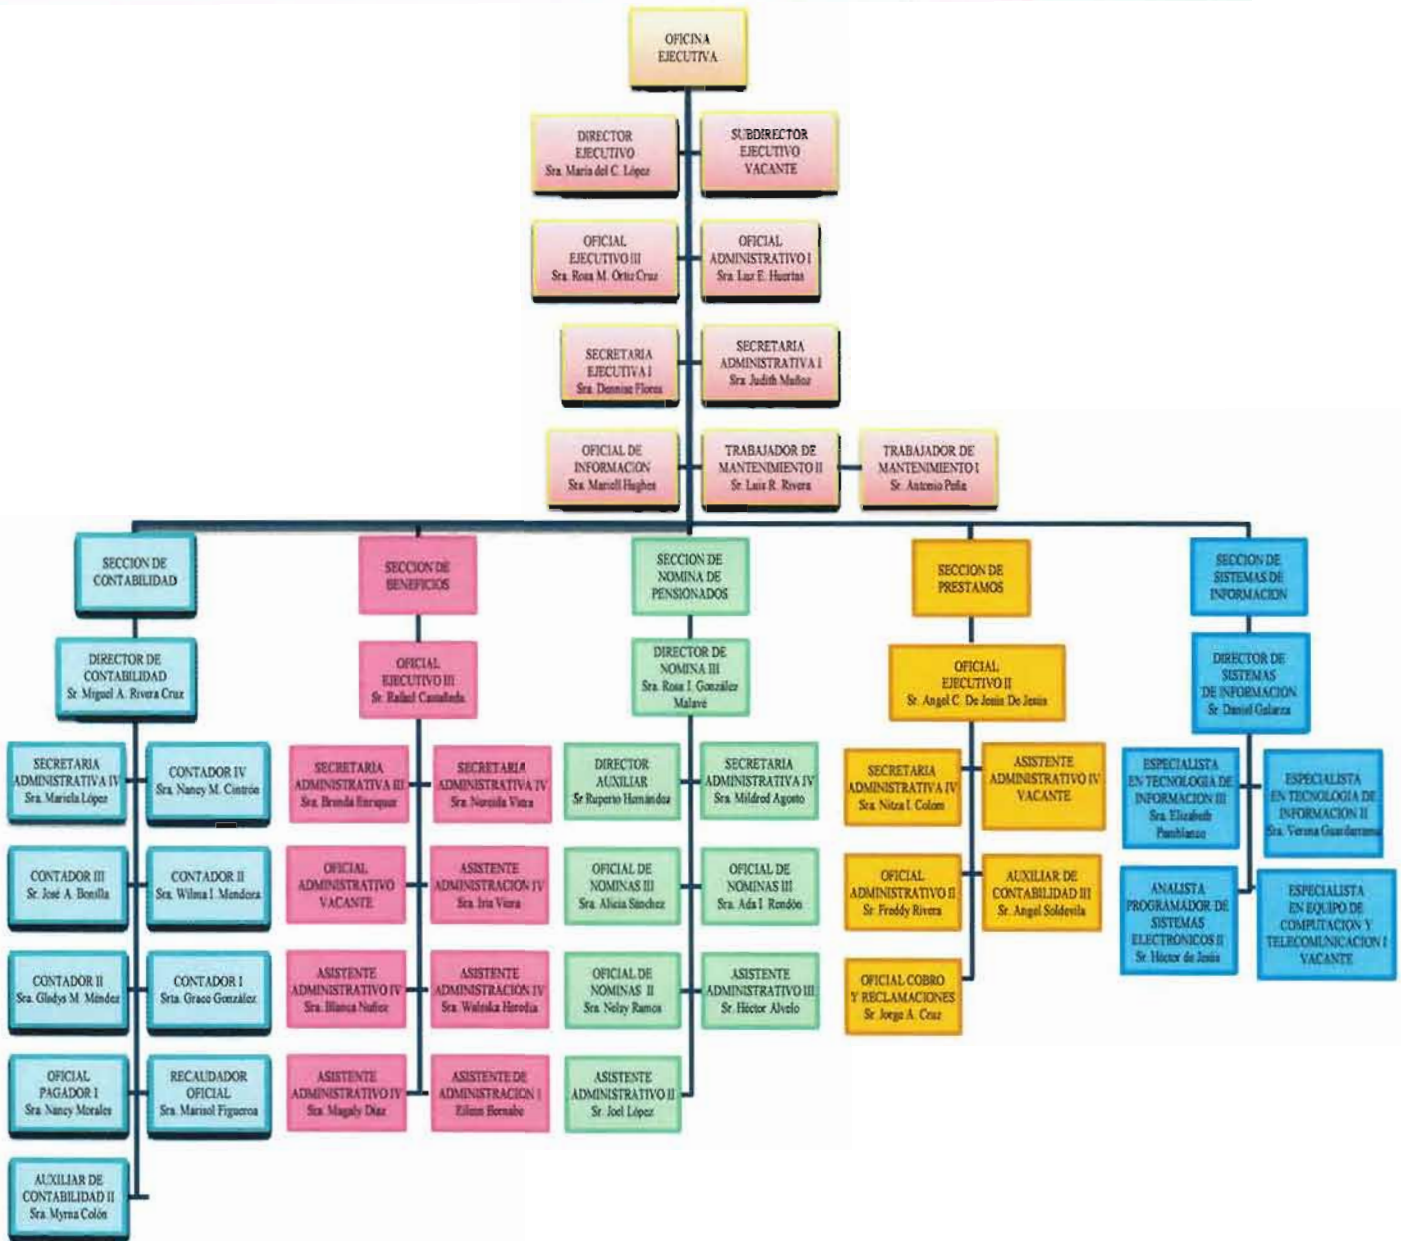 OFICINA
EJECUTIVA
DIRECTOR
EJECUTIVO
Sra. Maria del C. López
SUBDIRECTOR
EJECUTIVO
VACANTE
OFICIAL
EJECUTIVO III
Sra. Rosa M. Ortiz Cruz
OFICIAL
ADMINISTRATIVO I
Sra. Luz E. Huertas
SECRETARIA
EJECUTIVA I
Sra. Dennise Flores
SECRETARIA
ADMINISTRATIVA I
Sra Judith Muñoz
OFICIAL DE
INFORMACION
Sra. Mariell Hughes
TRABAJADOR DE
MANTENIMIENTO II
Sr. Luis R. Rivera
TRABAJADOR DE
MANTENIMIENTO I
Sr. Antonio Peña
SECCION DE
CONTABILIDAD
DIRECTOR DE
CONTABILIDAD
Sr. Miguel A. Rivera Cruz
SECRETARIA
ADMINISTRATIVA IV
Sra. Mariela López
CONTADOR IV
Sra. Nancy M. Cintrón
CONTADOR III
Sr. José A. Bonilla
CONTADOR II
Sra. Wilma I. Mendoza
CONTADOR II
Sra. Gladys M. Méndez
CONTADOR I
Srta. Grace González
OFICIAL
PAGADOR I
Sra. Nancy Morales
RECAUDADOR
OFICIAL
Sra. Marisol Figueroa
AUXILIAR DE
CONTABILIDAD II
Sra. Myrna Colón
SECCION DE
BENEFICIOS
OFICIAL
EJECUTIVO III
Sr. Rafael Castañeda
SECRETARIA
ADMINISTRATIVA III
Sra. Brenda Enriquez
SECRETARIA
ADMINISTRATIVA IV
Sra. Viera
OFICIAL
ADMINISTRATIVO
VACANTE
ASISTENTE
ADMINISTRACION IV
Sra. Iris Viera
ASISTENTE
ADMINISTRATIVO IV
Sra. Blanca Nuñez
ASISTENTE
ADMINISTRACION IV
Sra. Waleska Heredia
ASISTENTE
ADMINISTRATIVO IV
Sra. Magaly Diaz
ASISTENTE DE
ADMINISTRACION I
Eileen Bernabe
SECCION DE
NOMINA DE
PENSIONADOS
DIRECTOR DE
NOMINA III
Sra. Rosa I. González
Malavé
DIRECTOR
AUXILIAR
Sr Ruperto Hernández
SECRETARIA
ADMINISTRATIVA IV
Sra. Mildred Agosto
OFICIAL DE
NOMINAS III
Sra. Alicia Sánchez
OFICIAL DE
NOMINAS III
Sra. Ada I. Rendón
OFICIAL DE
NOMINAS II
Sra. Nelsy Ramos
ASISTENTE
ADMINISTRATIVO III
Sr. Héctor Alvelo
ASISTENTE
ADMINISTRATIVO II
Sr. Joel López
SECCION DE
PRESTAMOS
OFICIAL
EJECUTIVO II
Sr. Angel C. De Jesús De Jesús
SECRETARIA
ADMINISTRATIVA IV
Sra. Nitza I. Colom
ASISTENTE
ADMINISTRATIVO IV
VACANTE
OFICIAL
ADMINISTRATIVO II
Sr. Freddy Rivera
AUXILIAR DE
CONTABILIDAD III
Sr. Angel Soldevila
OFICIAL COBRO
Y RECLAMACIONES
Sr. Jorge A. Cruz
SECCION DE
SISTEMAS DE
INFORMACION
DIRECTOR DE
SISTEMAS
DE INFORMACION
Sr. Daniel Galarza
ESPECIALISTA
EN TECNOLOGIA DE
INFORMACION III
Sra. Elizabeth
ESPECIALISTA
EN TECNOLOGIA DE
INFORMACION II
Sra. Verena Guardarrama
ANALISTA
PROGRAMADOR DE
SISTEMAS
ELECTRONICOS II
Sr. Héctor de Jesús
ESPECIALISTA
EN EQUIPO DE
COMPUTACION Y
TELECOMUNICACION I
VACANTE